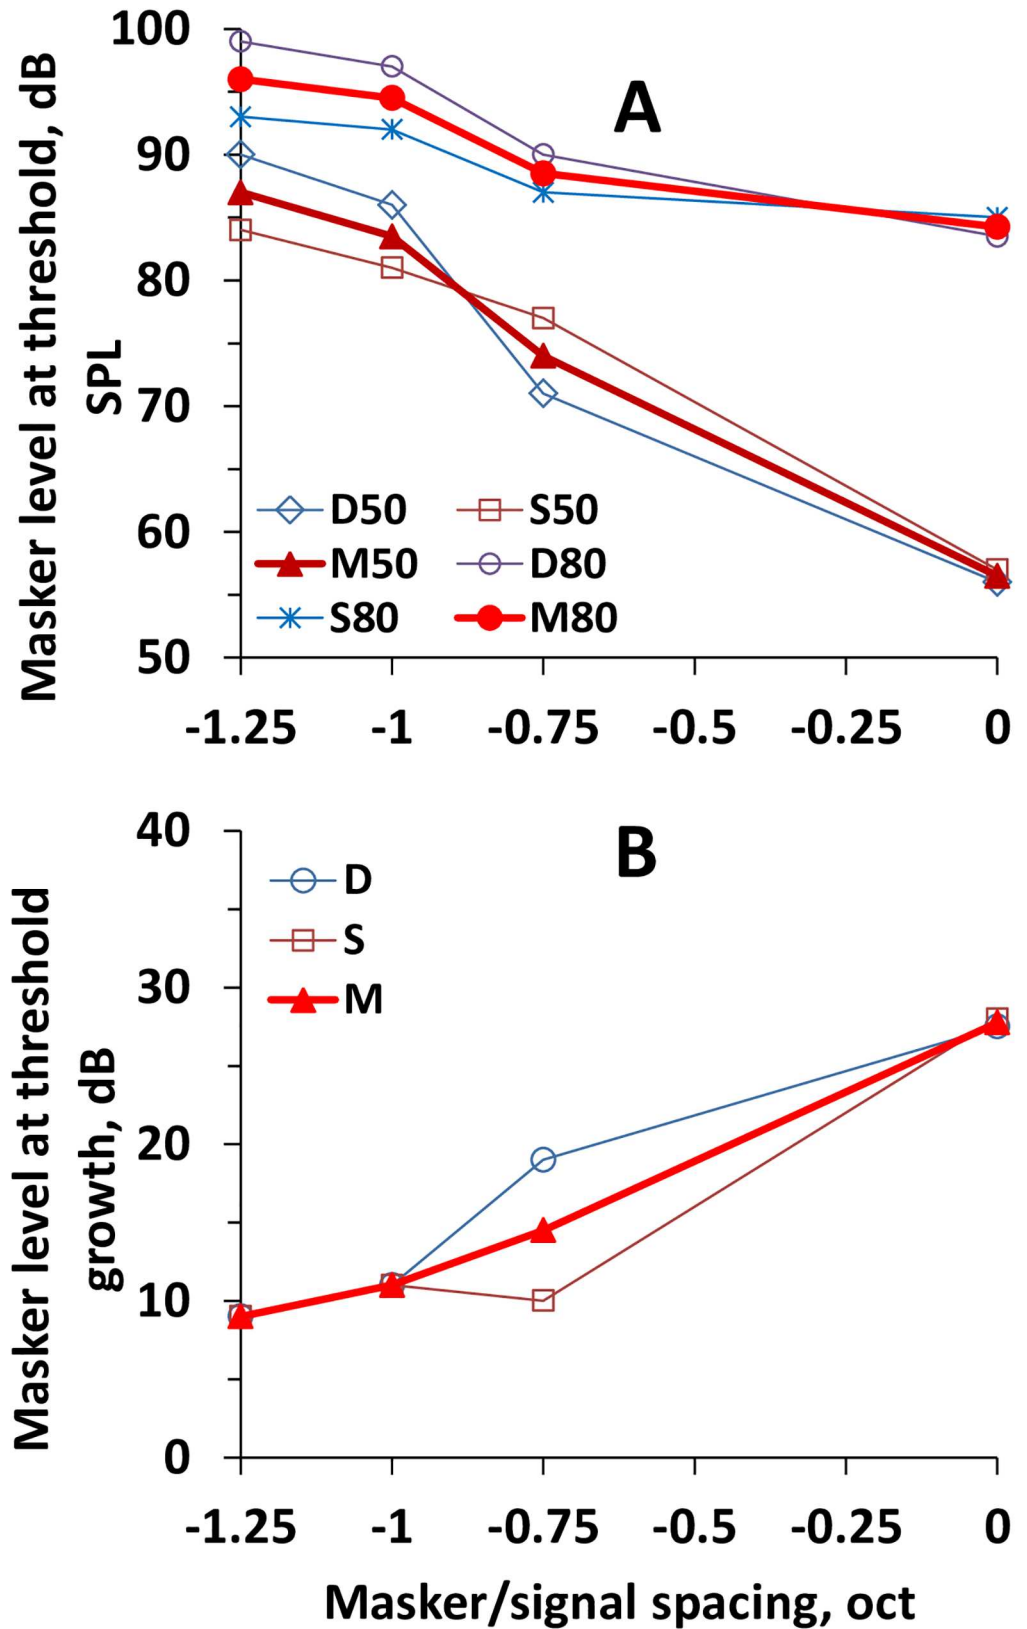 Masker level at threshold, dB
SPL
100
90
80
70
60
50
A
D50 S50
M50 D80
S80 M80
-1.25 -1 -0.75 -0.5 -0.25 0
Masker level at threshold
growth, dB
40
30
20
10
0
B
D
S
M
-1.25 -1 -0.75 -0.5 -0.25 0
Masker/signal spacing, oct